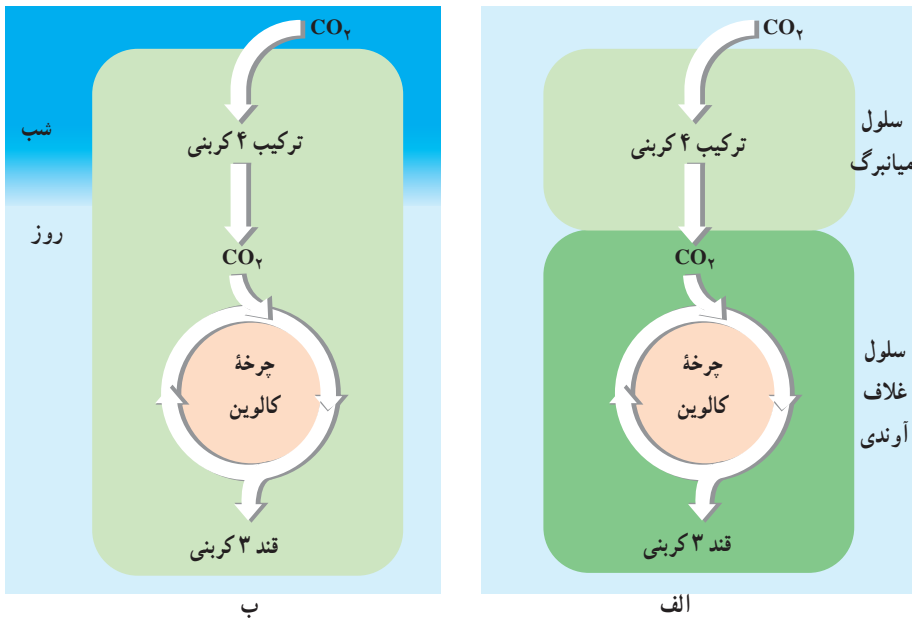 CO۲
سلول
میانبرگ
ترکیب ۴ کربنی
CO۲
سلول
غلاف
آوندی
چرخهٔ
کالوین
قند ۳ کربنی
الف
CO۲
شب
ترکیب ۴ کربنی
روز
CO۲
چرخهٔ
کالوین
قند ۳ کربنی
ب